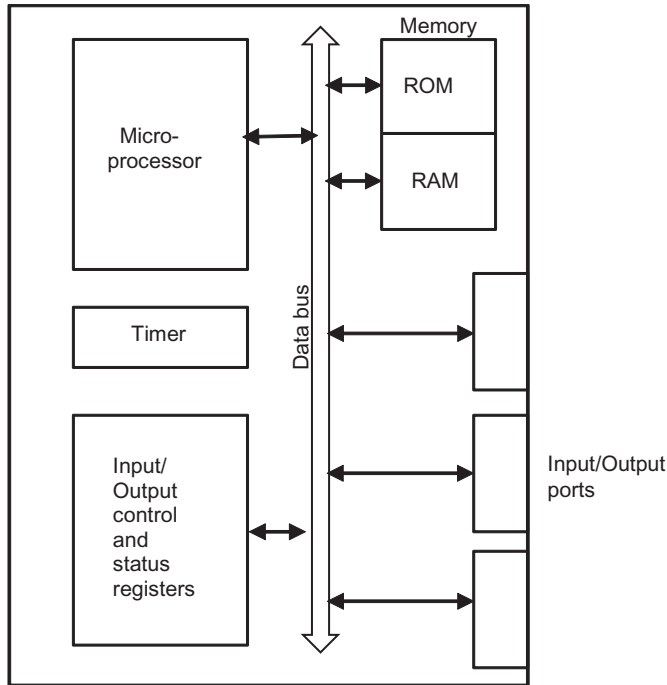 Memory
ROM
Micro-
processor
RAM
Timer
Data bus
Input/
Output
control
and
status
registers
Input/Output
ports